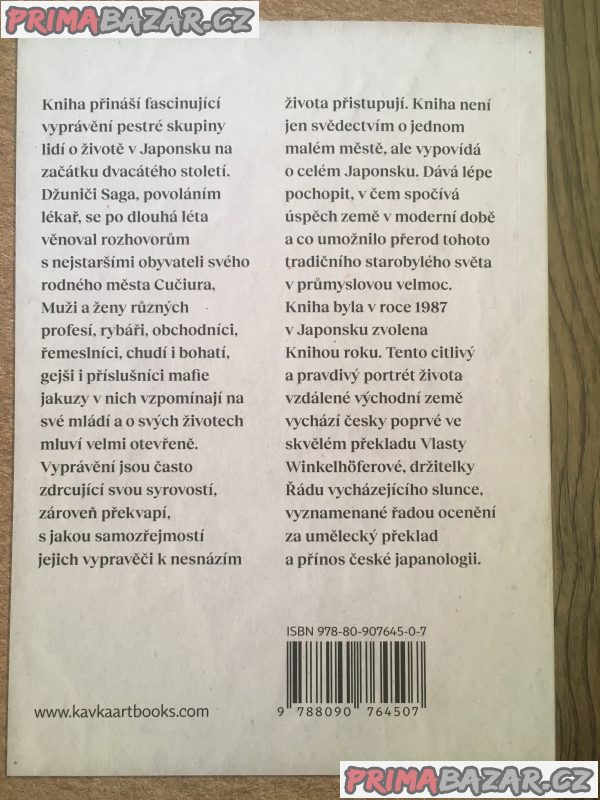 PRIMABAZAR.CZ
Kniha přináší fascinující
vyprávění pestré skupiny
lidí o životě v Japonsku na
začátku dvacátého století.
Džuniči Saga, povoláním
lékař, se po dlouhá léta
věnoval rozhovorům
s nejstaršími obyvateli svého
rodného města Cučiura,
Muži a ženy různých
profesí, rybáři, obchodníci,
řemeslníci, chudí i bohatí,
gejši i příslušníci mafie
jakuzy v nich vzpomínají na
své mládí a o svých životech
mluví velmi otevřeně.
Vyprávění jsou často
zdrcující svou syrovostí,
zároveň překvapí,
s jakou samozřejmostí
jejich vypravěči k nesnázím
života přistupují. Kniha není
jen svědectvím o jednom
malém městě, ale vypovídá
o celém Japonsku. Dává lépe
pochopit, v čem spočívá
úspěch země v moderní době
a co umožnilo přerod tohoto
tradičního starobylého světa
v průmyslovou velmoc.
Kniha byla v roce 1987
v Japonsku zvolena
Knihou roku. Tento citlivý
a pravdivý portrét života
vzdálené východní země
vychází česky poprvé ve
skvělém překladu Vlasty
Winkelhöferové, držitelky
Řádu vycházejícího slunce,
vyznamenané řadou ocenění
za umělecký překlad
a přínos české japanologii.
ISBN 978-80-907645-0-7
9 788090 764507
www.kavkaartbooks.com
PRIMABAZAR.CZ